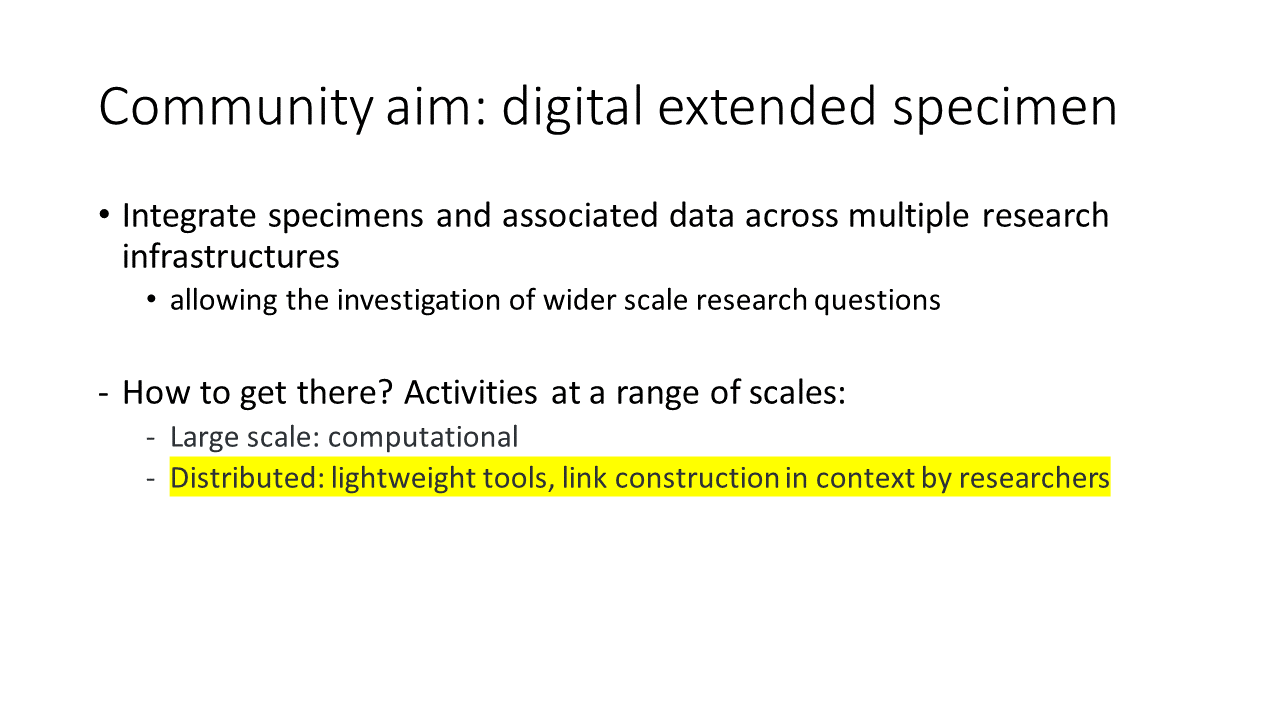 Community aim: digital extended specimen
• Integrate specimens and associated data across multiple research
infrastructures
• allowing the investigation of wider scale research questions
- How to get there? Activities at a range of scales:
- Large scale: computational
- Distributed: lightweight tools, link construction in context by researchers